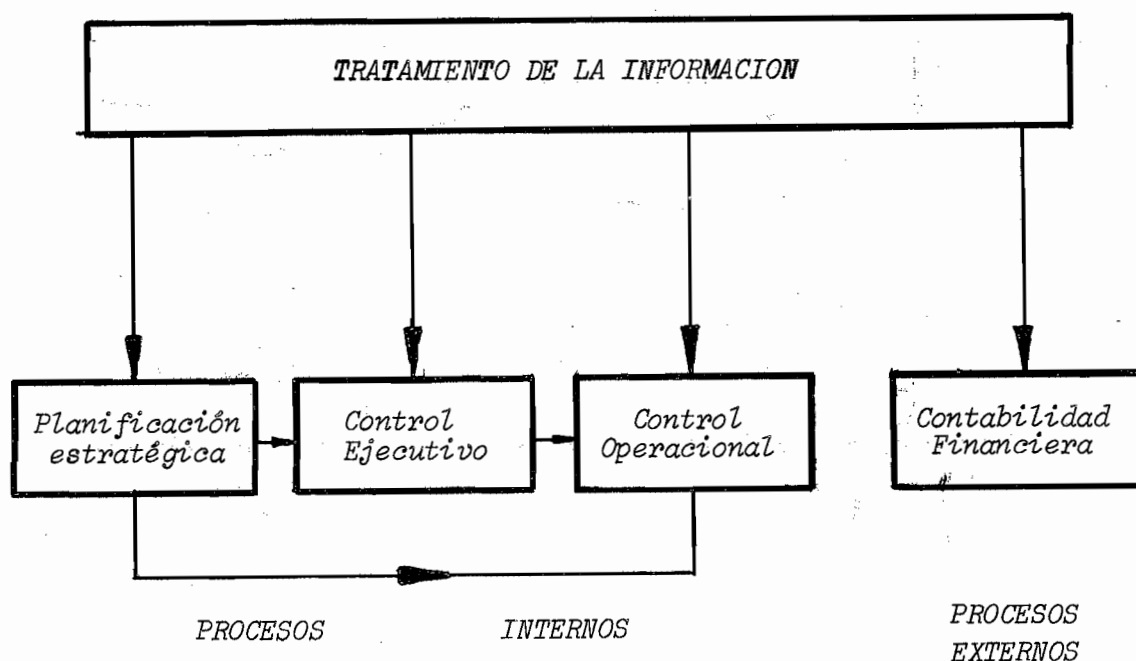 TRATAMIENTO DE LA INFORMACION
Planificación
estratégica
Control
Ejecutivo
Control
Operacional
Contabilidad
Financiera
PROCESOS INTERNOS
PROCESOS
EXTERNOS